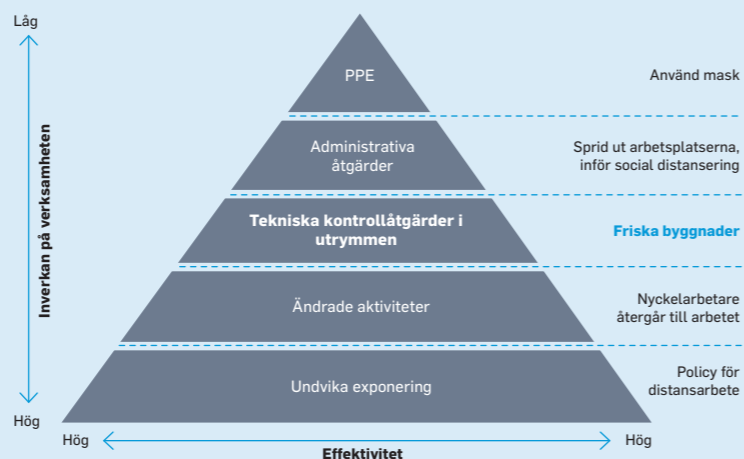 Låg
PPE
Använd mask
Administrativa
åtgärder
Sprid ut arbetsplatserna,
inför social distansering
Inverkan på verksamheten
Tekniska kontrollåtgärder i
utrymmen
Friska byggnader
Ändrade aktiviteter
Nyckelarbetare
återgår till arbetet
Undvika exponering
Policy för
distansarbete
Hög
Hög
Effektivitet
Hög